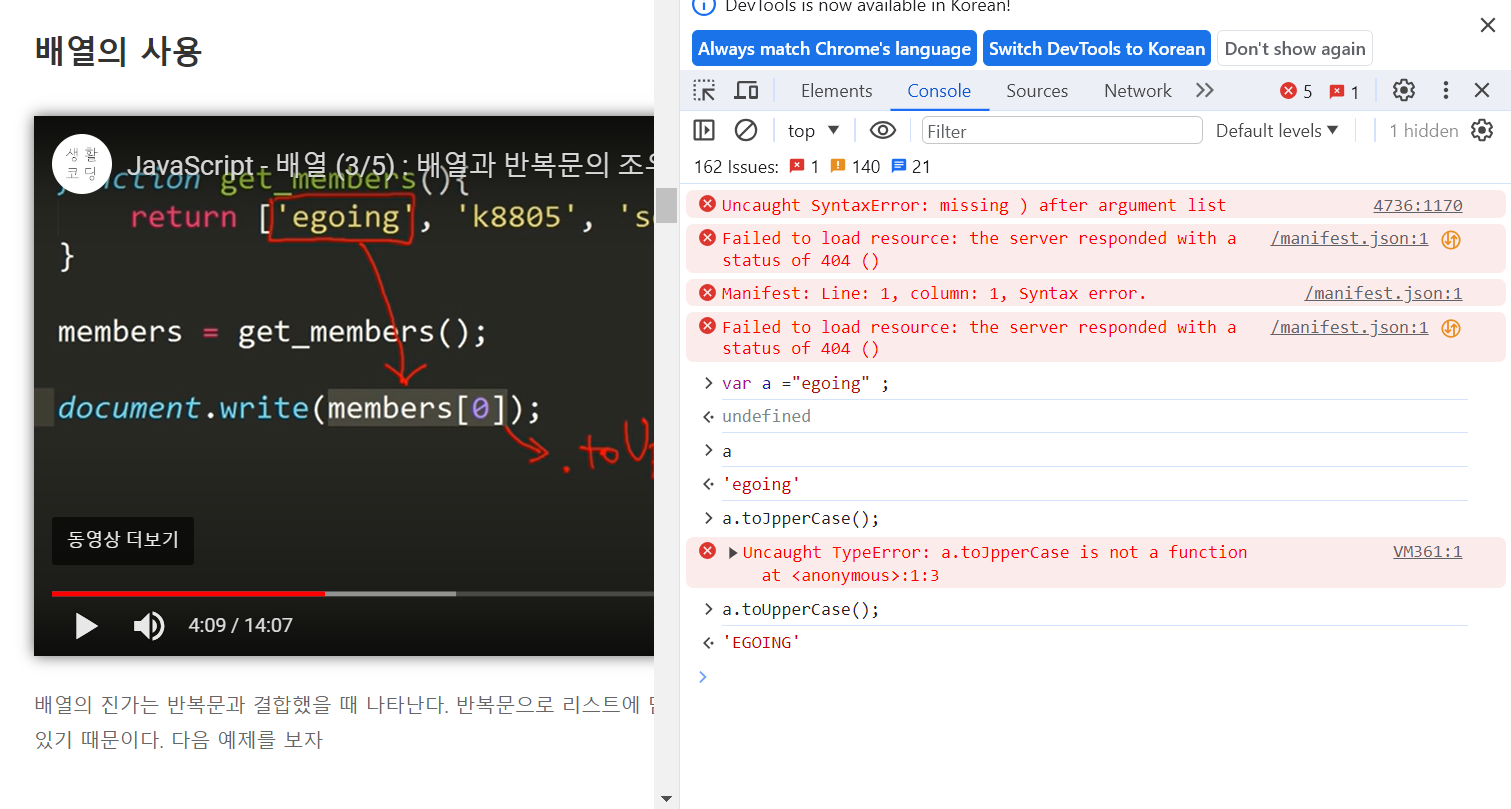 배열의 사용
생활
코딩
JavaScript - 배열 (3/5) : 배열과 반복문의 조우
function get_members(){
return ['egoing', 'k8805', 's
}
members = get_members();
document.write(members[0]);
.toU
동영상 더보기
4:09 / 14:07
배열의 진가는 반복문과 결합했을 때 나타난다. 반복문으로 리스트에
있기 때문이다. 다음 예제를 보자
DevTools is now available in Korean!
Always match Chrome's language
Switch DevTools to Korean
Don't show again
Elements
Console
Sources
Network
5
1
top
Filter
Default levels
1 hidden
162 Issues: 1 140 21
Uncaught SyntaxError: missing ) after argument list 4736:1170
Failed to load resource: the server responded with a /manifest.json:1
status of 404 ()
Manifest: Line: 1, column: 1, Syntax error. /manifest.json:1
Failed to load resource: the server responded with a /manifest.json:1
status of 404 ()
> var a ="egoing" ;
undefined
> a
'egoing'
> a.toJpperCase();
Uncaught TypeError: a.toJpperCase is not a function VM361:1
at <anonymous>:1:3
> a.toUpperCase();
'EGOING'
>